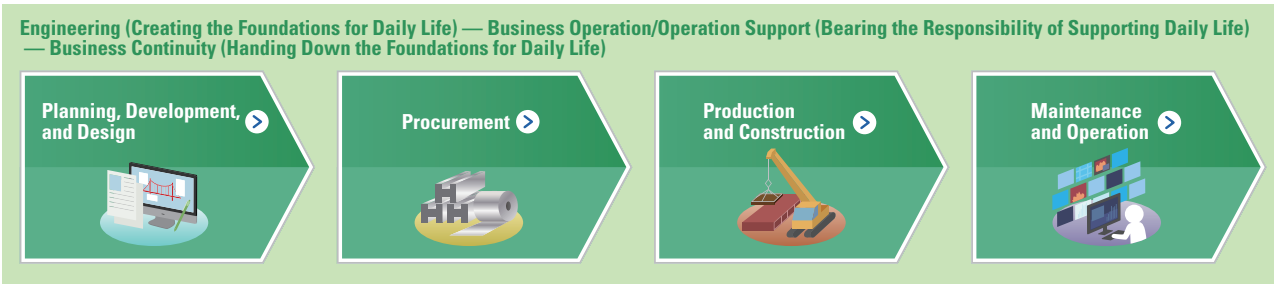 Engineering (Creating the Foundations for Daily Life) — Business Operation/Operation Support (Bearing the Responsibility of Supporting Daily Life)
— Business Continuity (Handing Down the Foundations for Daily Life)
Planning, Development,
and Design
Procurement
Production
and Construction
Maintenance
and Operation